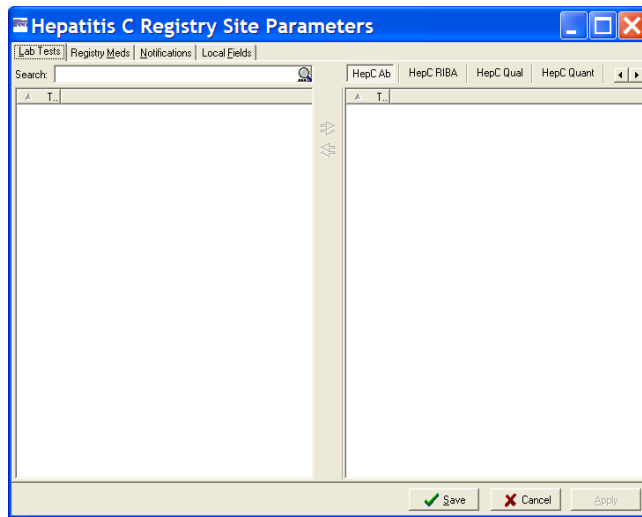 Hepatitis C Registry Site Parameters
Lab Tests Registry Meds Notifications Local Fields
Search: HepC Ab HepC RIBA HepC Qual HepC Quant
T.. T..
Save Cancel Apply